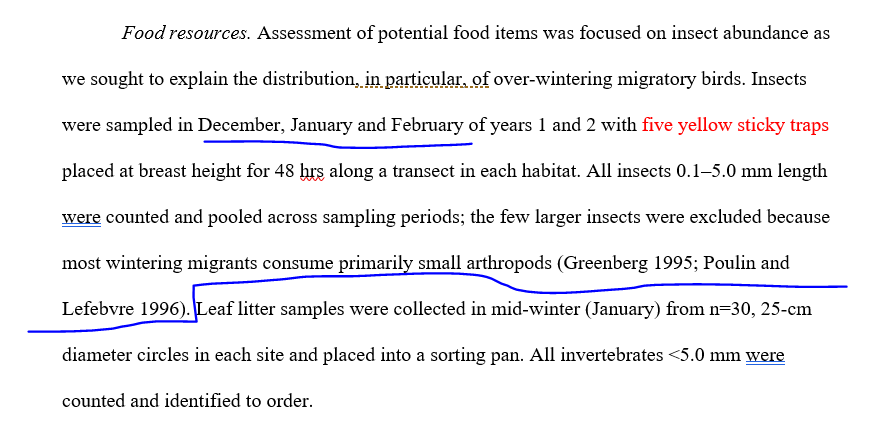 Food resources. Assessment of potential food items was focused on insect abundance as
we sought to explain the distribution, in particular, of over-wintering migratory birds. Insects
were sampled in December, January and February of years 1 and 2 with five yellow sticky traps
placed at breast height for 48 hrs along a transect in each habitat. All insects 0.1–5.0 mm length
were counted and pooled across sampling periods; the few larger insects were excluded because
most wintering migrants consume primarily small arthropods (Greenberg 1995; Poulin and
Lefebvre 1996). Leaf litter samples were collected in mid-winter (January) from n=30, 25-cm
diameter circles in each site and placed into a sorting pan. All invertebrates <5.0 mm were
counted and identified to order.